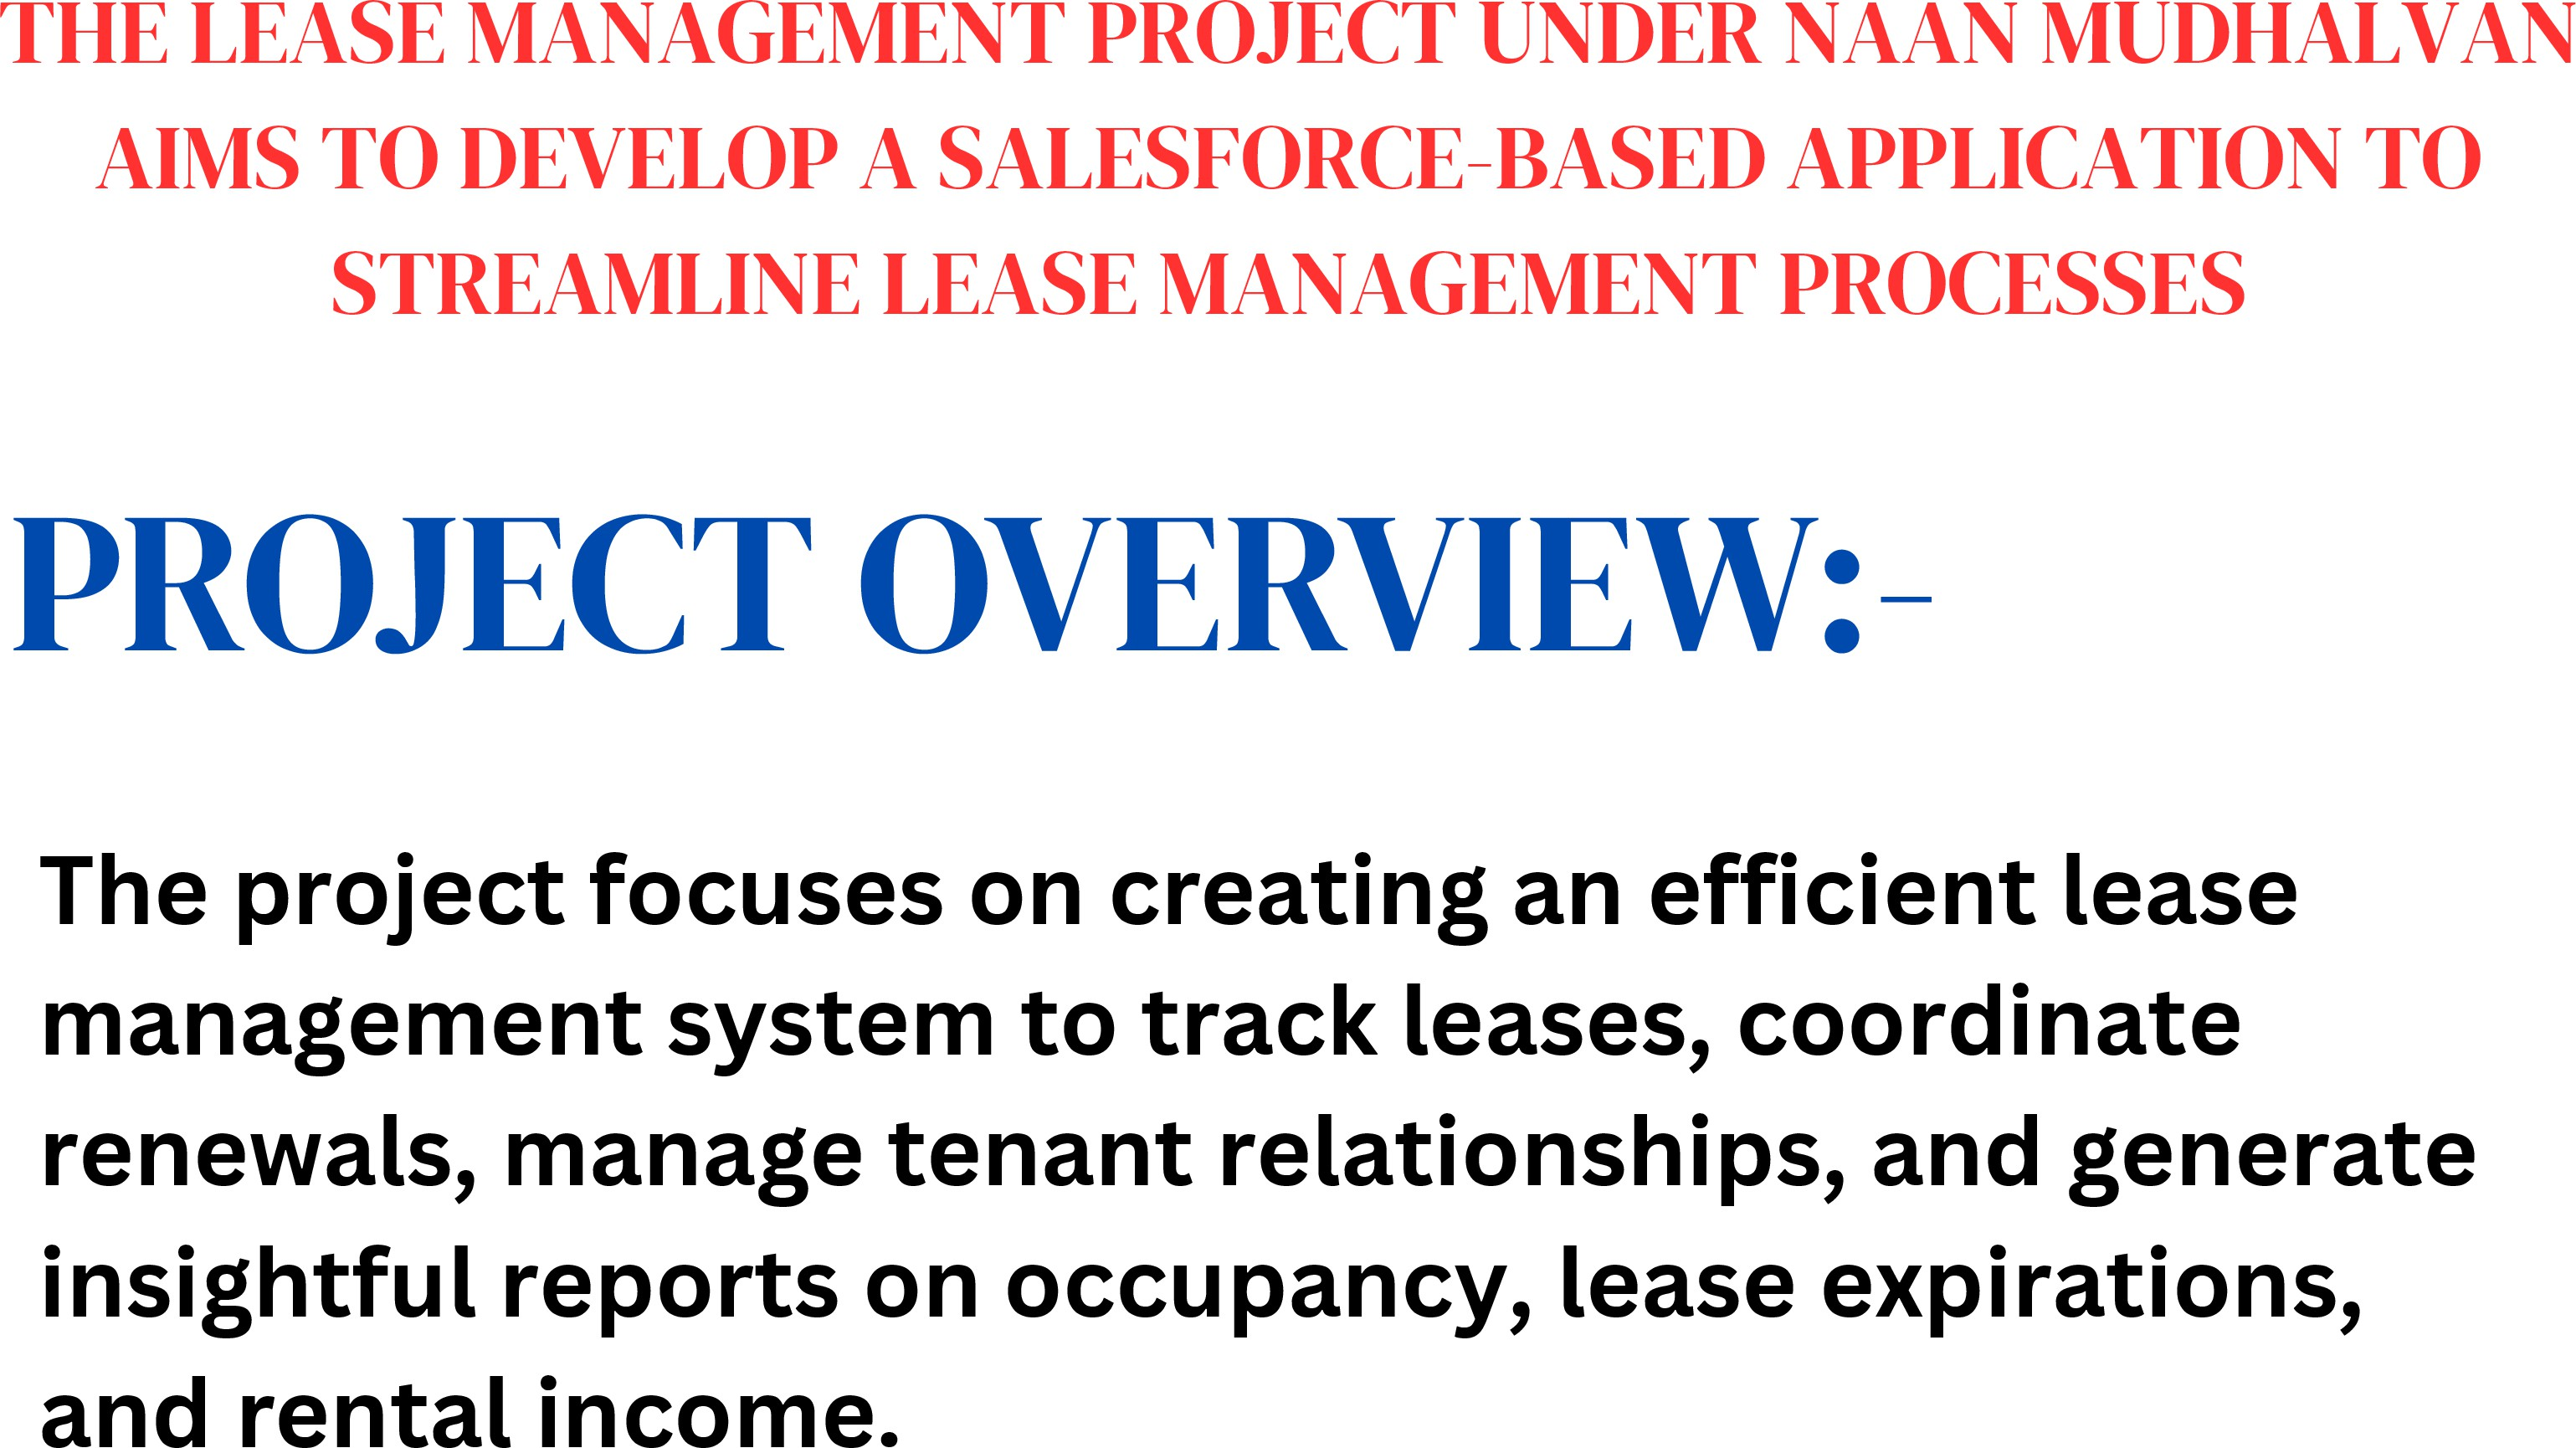 THE LEASE MANAGEMENT PROJECT UNDER NAAN MUDHALVAN
AIMS TO DEVELOP A SALESFORCE-BASED APPLICATION TO
STREAMLINE LEASE MANAGEMENT PROCESSES
PROJECT OVERVIEW:-
The project focuses on creating an efficient lease
management system to track leases, coordinate
renewals, manage tenant relationships, and generate
insightful reports on occupancy, lease expirations,
and rental income.